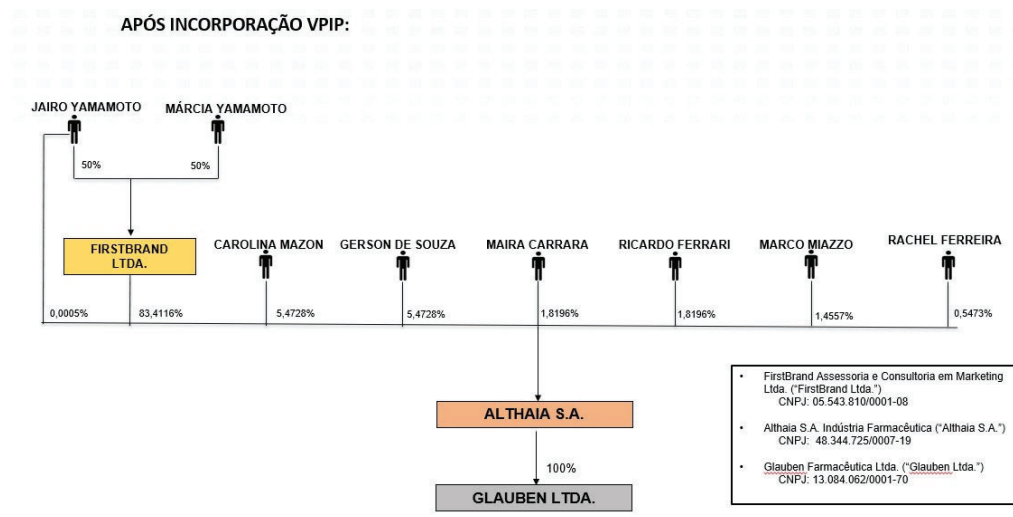 APÓS INCORPORAÇÃO VPIP:
JAIRO YAMAMOTO
MÁRCIA YAMAMOTO
50%
50%
FIRSTBRAND
LTDA.
CAROLINA MAZON
GERSON DE SOUZA
MAIRA CARRARA
RICARDO FERRARI
MARCO MIAZZO
RACHEL FERREIRA
0,0005%
83,4116%
5,4728%
5,4728%
1,8196%
1,8196%
1,4557%
0,5473%
ALTHAIA S.A.
100%
GLAUBEN LTDA.
• FirstBrand Assessoria e Consultoria em Marketing
Ltda. (“FirstBrand Ltda.”)
CNPJ: 05.543.810/0001-08
• Althaia S.A. Indústria Farmacêutica (“Althaia S.A.”)
CNPJ: 48.344.725/0007-19
• Glauben Farmacêutica Ltda. (“Glauben Ltda.”)
CNPJ: 13.084.062/0001-70